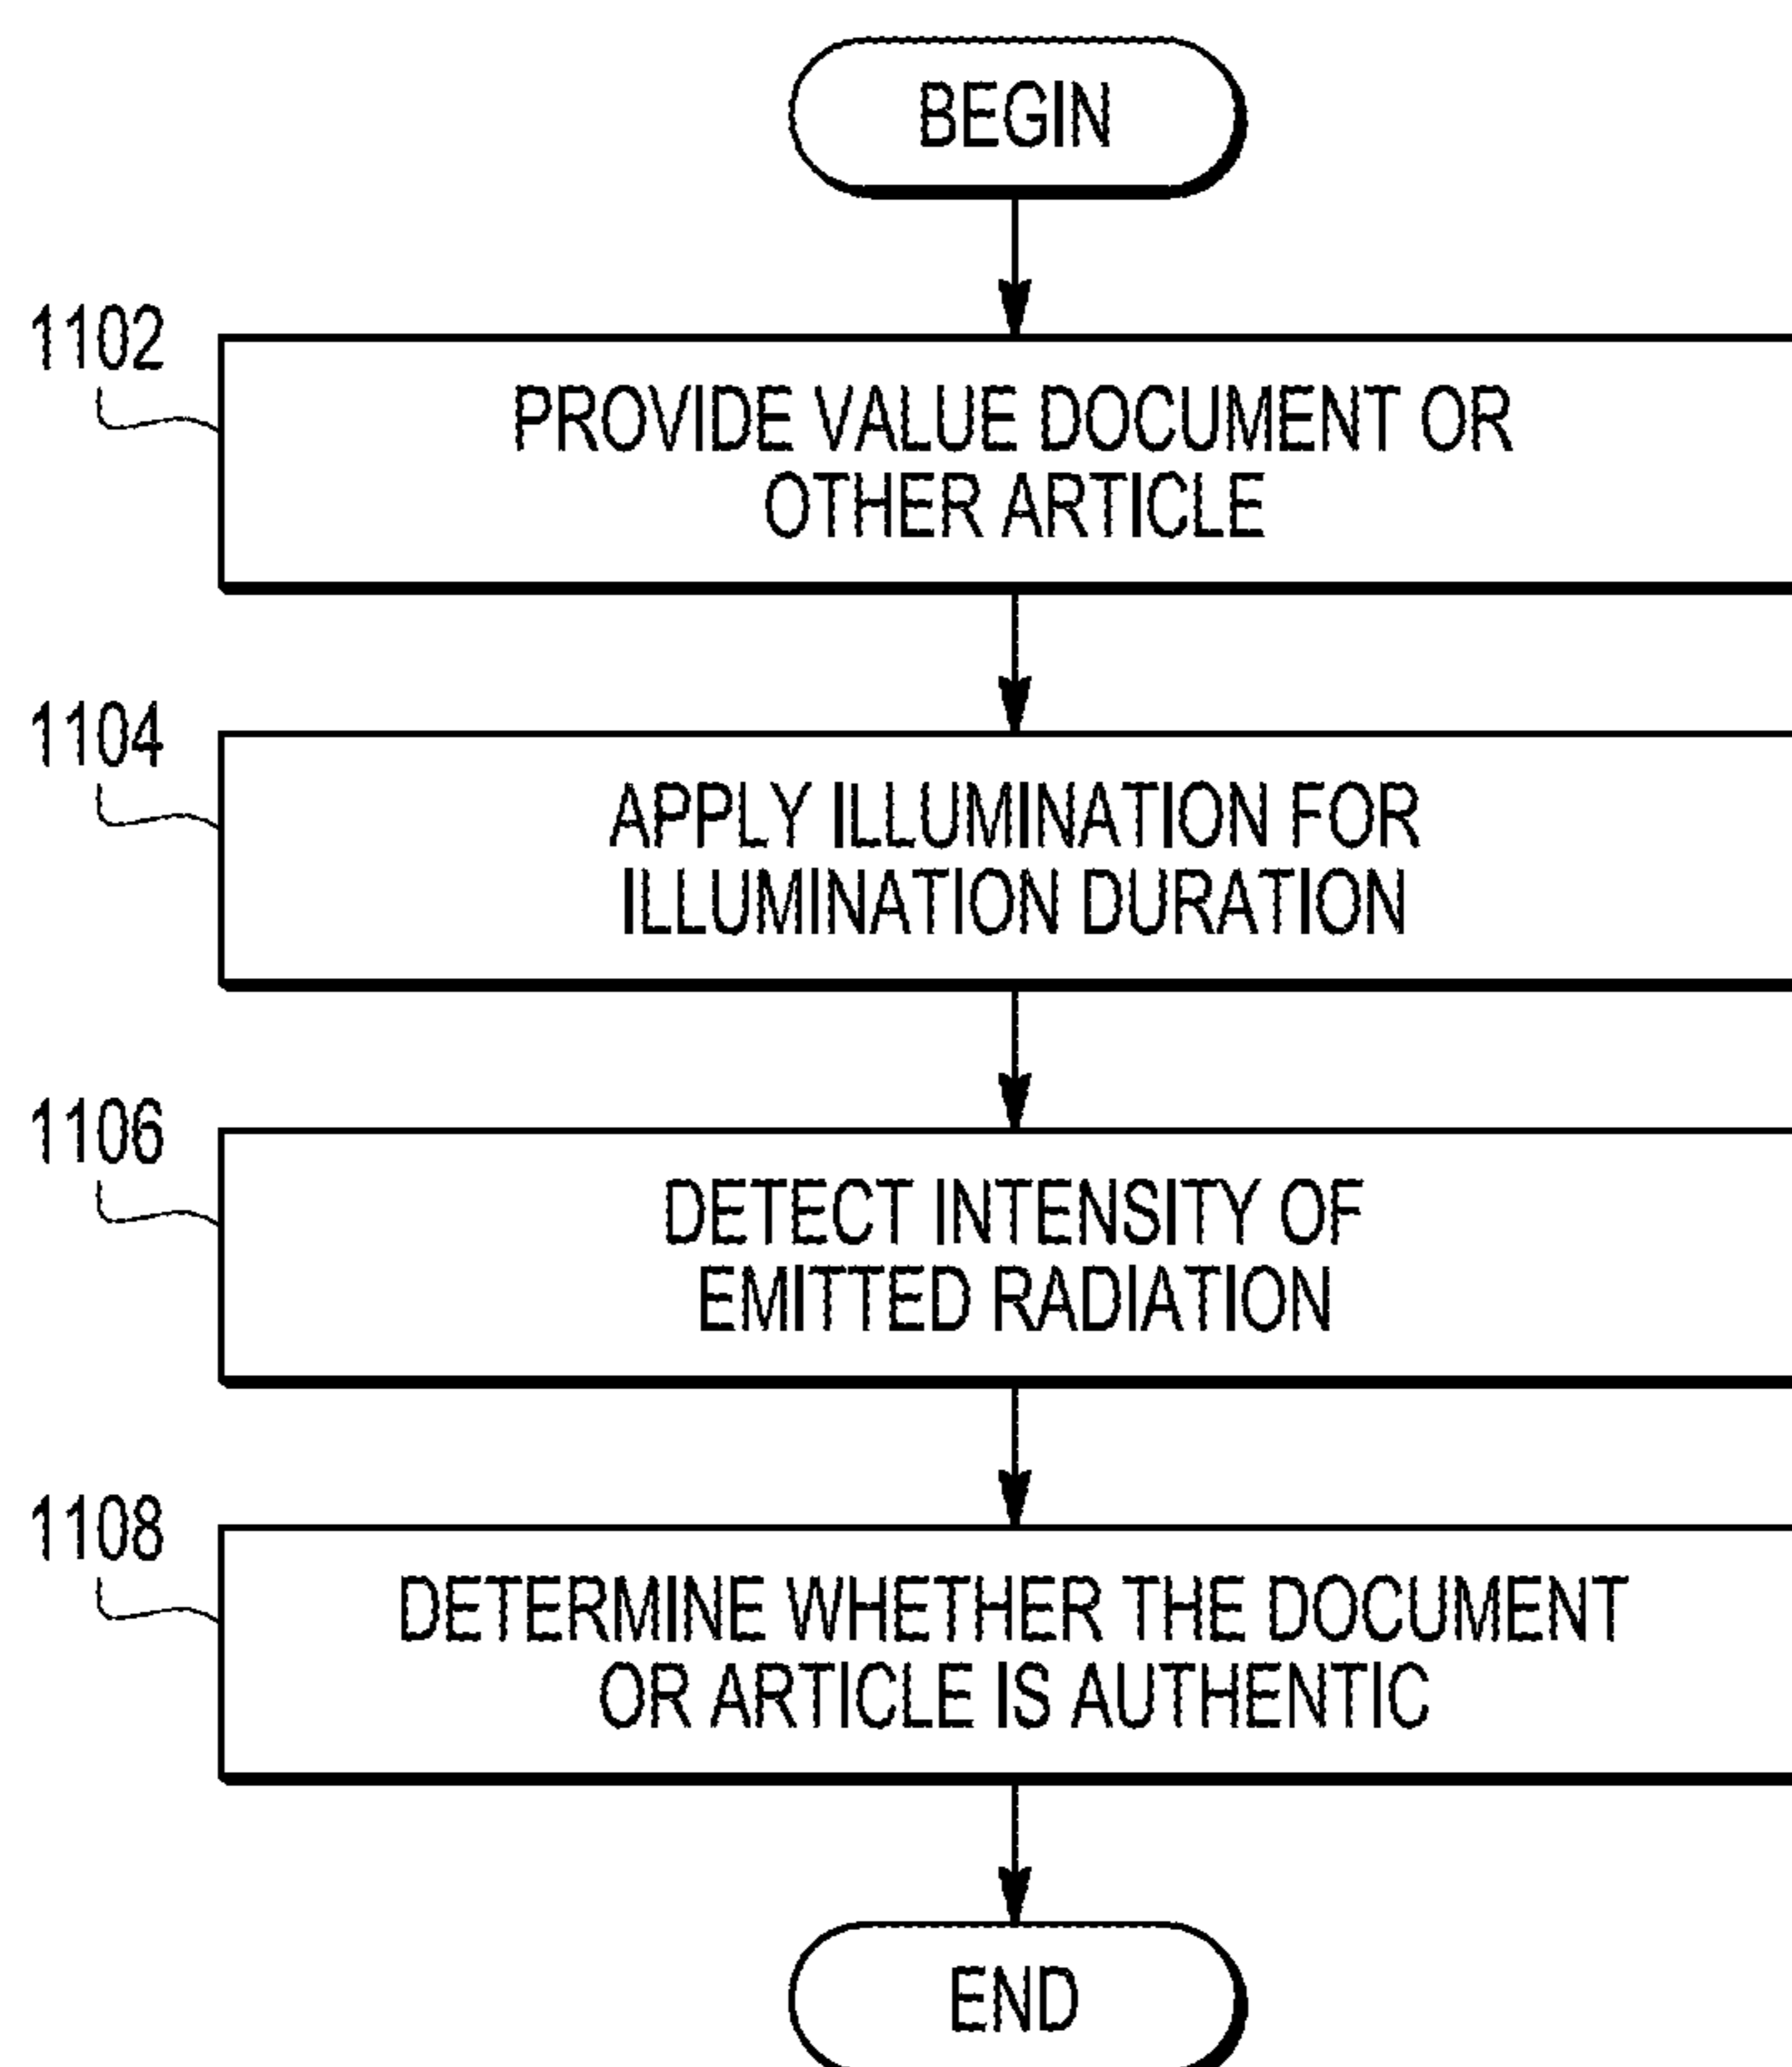 BEGIN
1102
PROVIDE VALUE DOCUMENT OR
OTHER ARTICLE
1104
APPLY ILLUMINATION FOR
ILLUMINATION DURATION
1106
DETECT INTENSITY OF
EMITTED RADIATION
1108
DETERMINE WHETHER THE DOCUMENT
OR ARTICLE IS AUTHENTIC
END